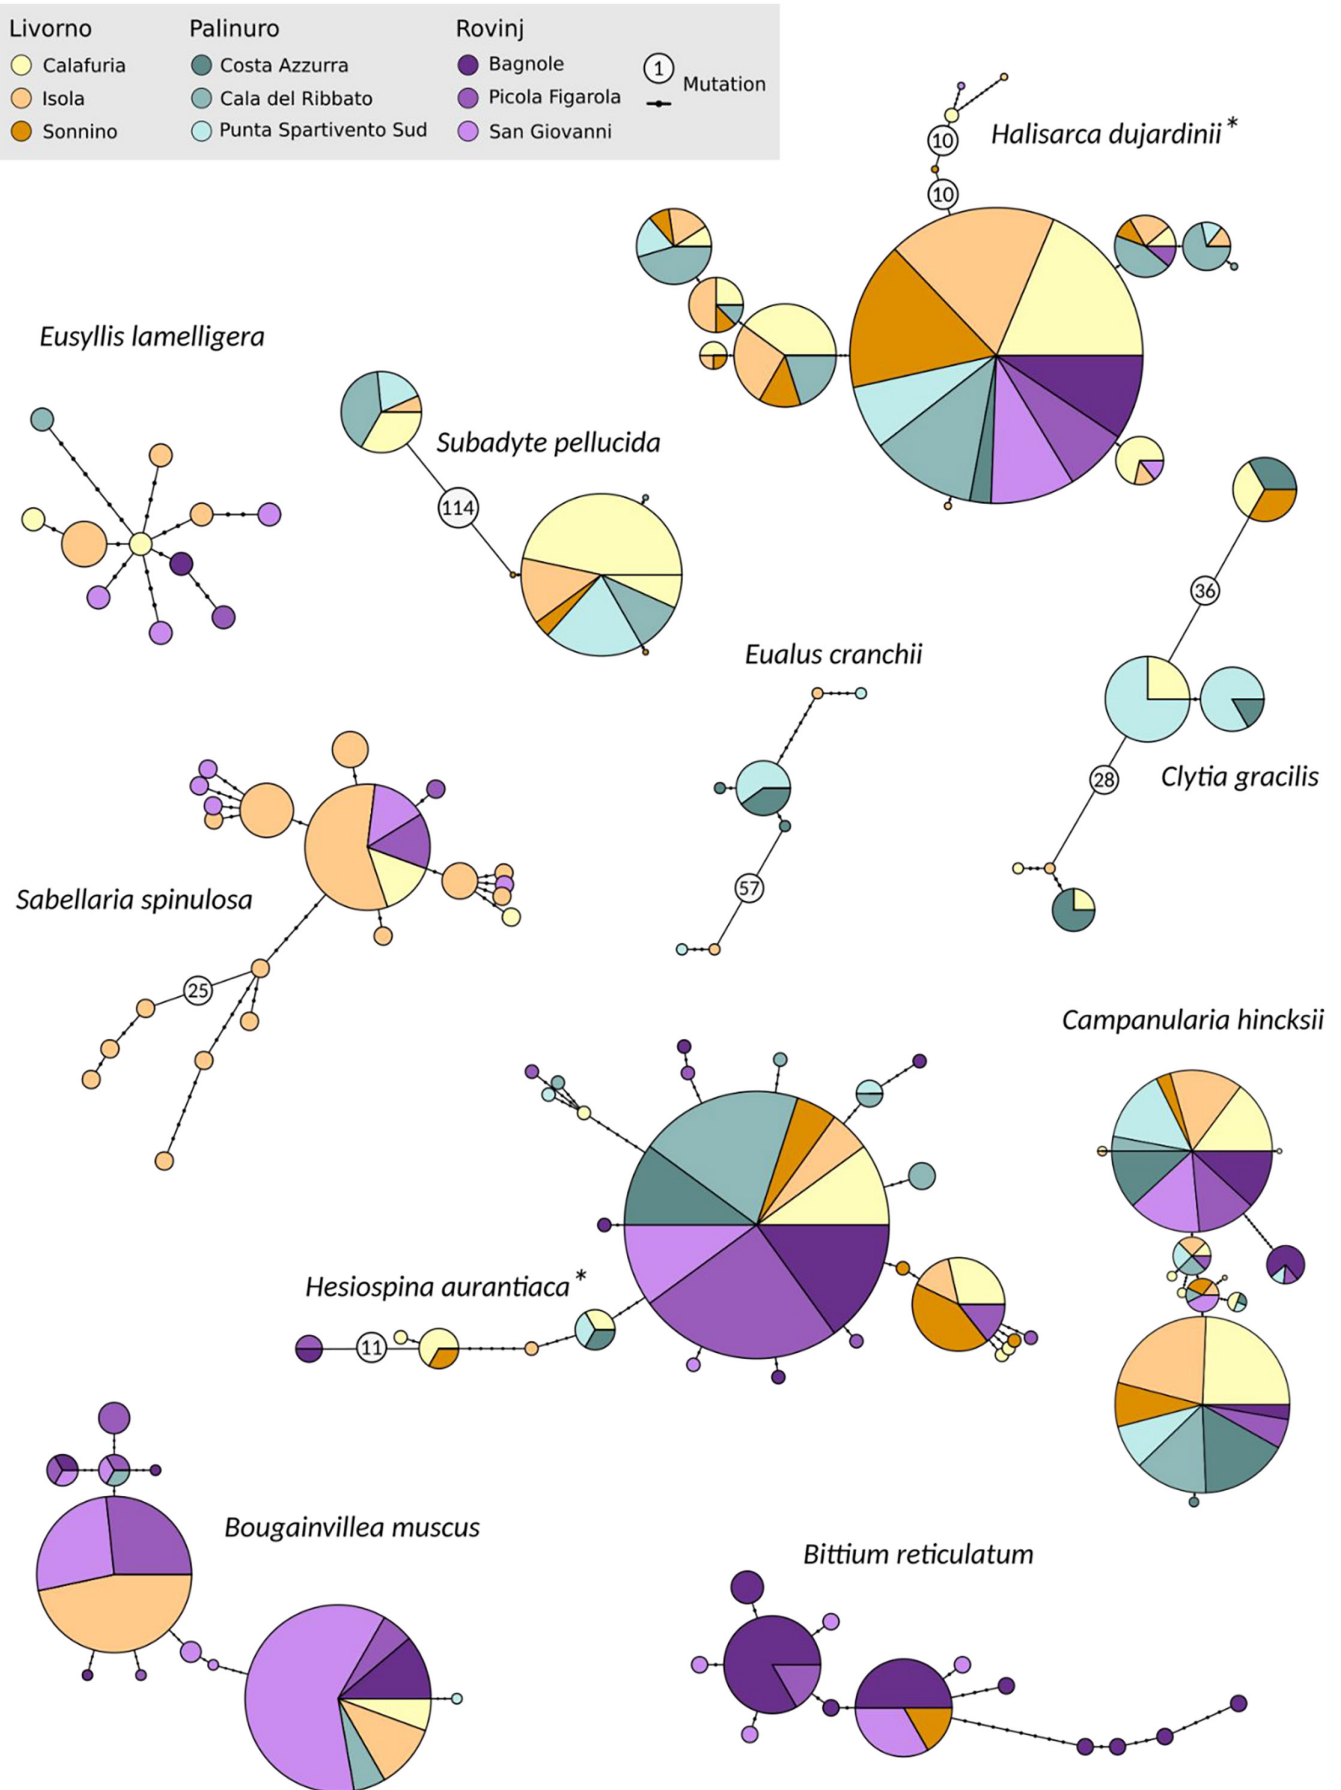 Livorno Palinuro Rovinj
Calafuria Costa Azzurra Bagnole 1 Mutation
Isola Cala del Ribbato Picola Figarola
Sonnino Punta Spartivento Sud San Giovanni
Halisarca dujardinii*
10
10
Eusyllis lamelligera
Subadyte pellucida
114
36
Eualus cranchii
Clytia gracilis
28
57
Sabellaria spinulosa
25
Campanularia hincksii
Hesiospina aurantiaca*
11
Bougainvillea muscus
Bittium reticulatum